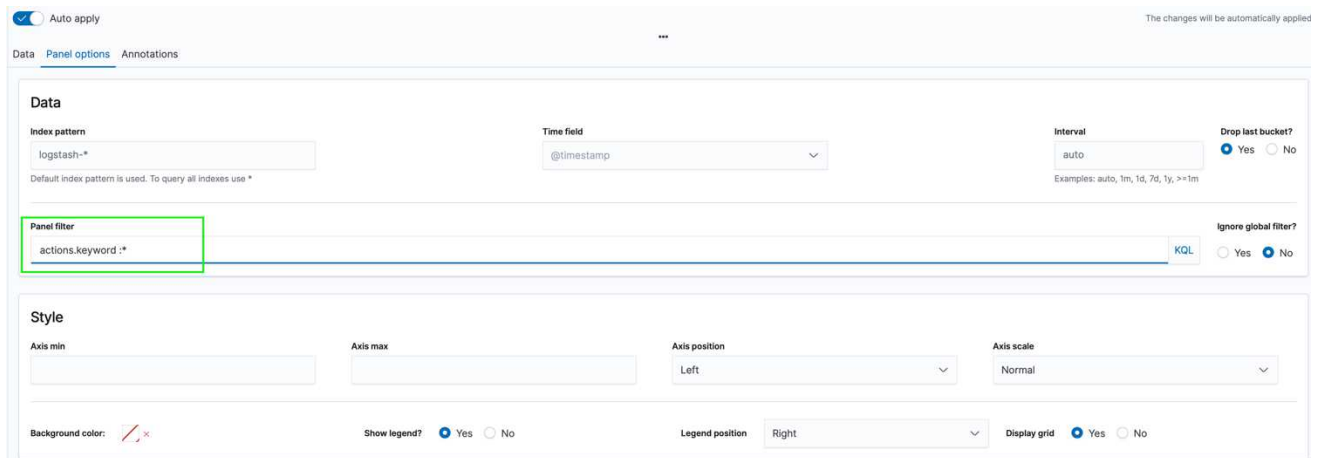 Auto apply
The changes will be automatically applied
Data Panel options Annotations
Data
Index pattern Time field Interval Drop last bucket?
logstash-* @timestamp auto Yes No
Default index pattern is used. To query all indexes use * Examples: auto, 1m, 1d, 7d, 1y, >=1m
Panel filter Ignore global filter?
actions.keyword :* KQL Yes No
Style
Axis min Axis max Axis position Axis scale
Left Normal
Background color: Show legend? Yes No Legend position Right Display grid Yes No